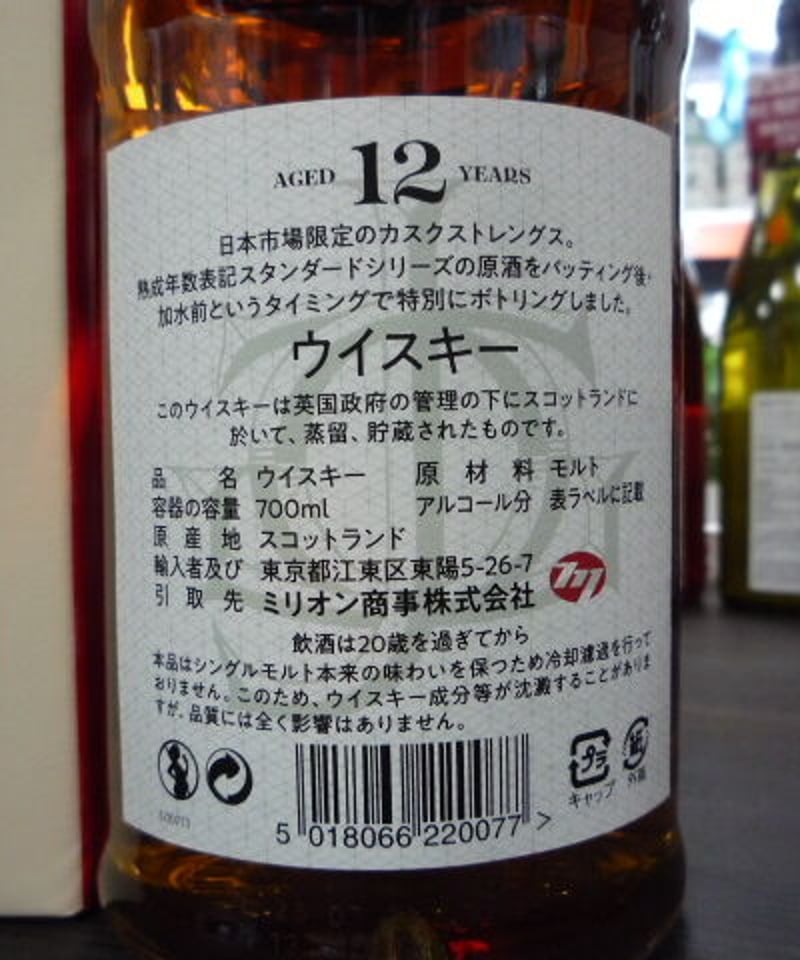 AGED 12 YEARS
日本市場限定のカスクストレングス。
熟成年数表記スタンダードシリーズの原酒をバッティング後、
加水前というタイミングで特別にボトリングしました。
ウイスキー
このウイスキーは英国政府の管理の下にスコットランドに
於いて、蒸留、貯蔵されたものです。
品名 ウイスキー 原材料 モルト
容器の容量 700ml アルコール分 表ラベルに記載
原産地 スコットランド
輸入者及び 東京都江東区東陽5-26-7
引取先 ミリオン商事株式会社
飲酒は20歳を過ぎてから
本品はシングルモルト本来の味わいを保つため冷却濾過を行って
おりません。このため、ウイスキー成分等が沈澱することがありま
すが、品質には全く影響はありません。
プラ 紙
キャップ 外箱
5 018066 220077 >